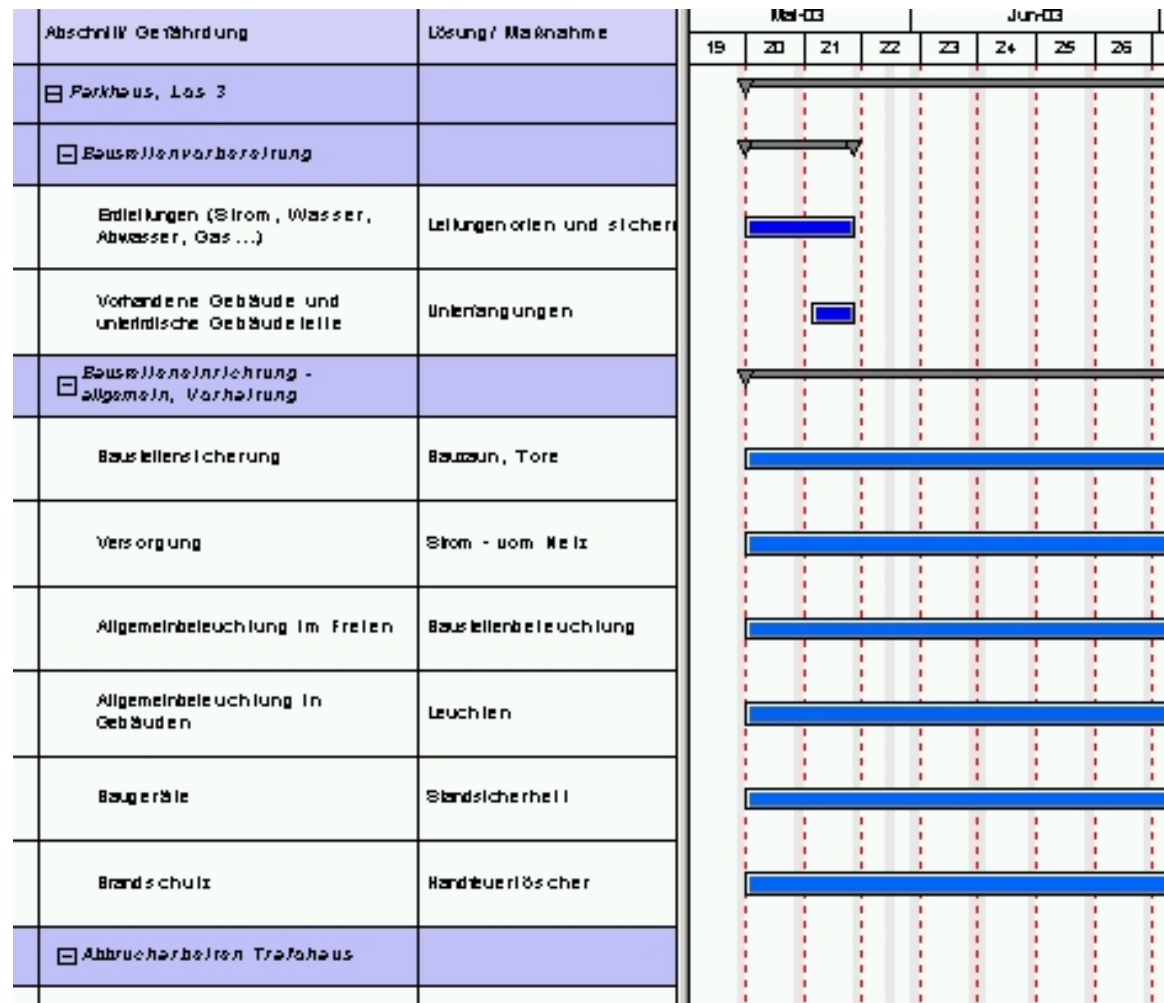 Abschnitt/ Gefährdung
Lösung/ Maßnahme
Mai-03
Jun-03
19 20 21 22 23 24 25 26
Parkhaus, Los 3
Baustellenvorbereitung
Erdleitungen (Strom, Wasser,
Abwasser, Gas ...)
Leitungen orten und sichern
Vorhandene Gebäude und
unterirdische Gebäudeteile
Unterfangungen
Baustelleneinrichtung -
allgemein, Vorhaltung
Baustellensicherung
Bauzaun, Tore
Versorgung
Strom - vom Netz
Allgemeinbeleuchtung im Freien
Baustellenbeleuchtung
Allgemeinbeleuchtung in
Gebäuden
Leuchten
Baugeräte
Standsicherheit
Brandschutz
Handfeuerlöscher
Abbrucharbeiten Trafohaus